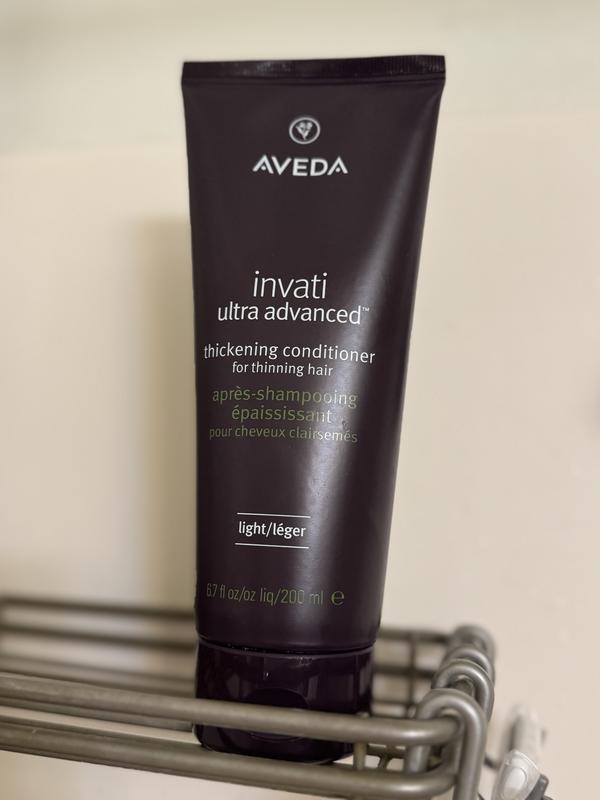 AVEDA
invati
ultra advanced™
thickening conditioner
for thinning hair
après-shampooing
épaississant
pour cheveux clairsemés
light/léger
6.7 fl oz/oz liq/200 ml ℮